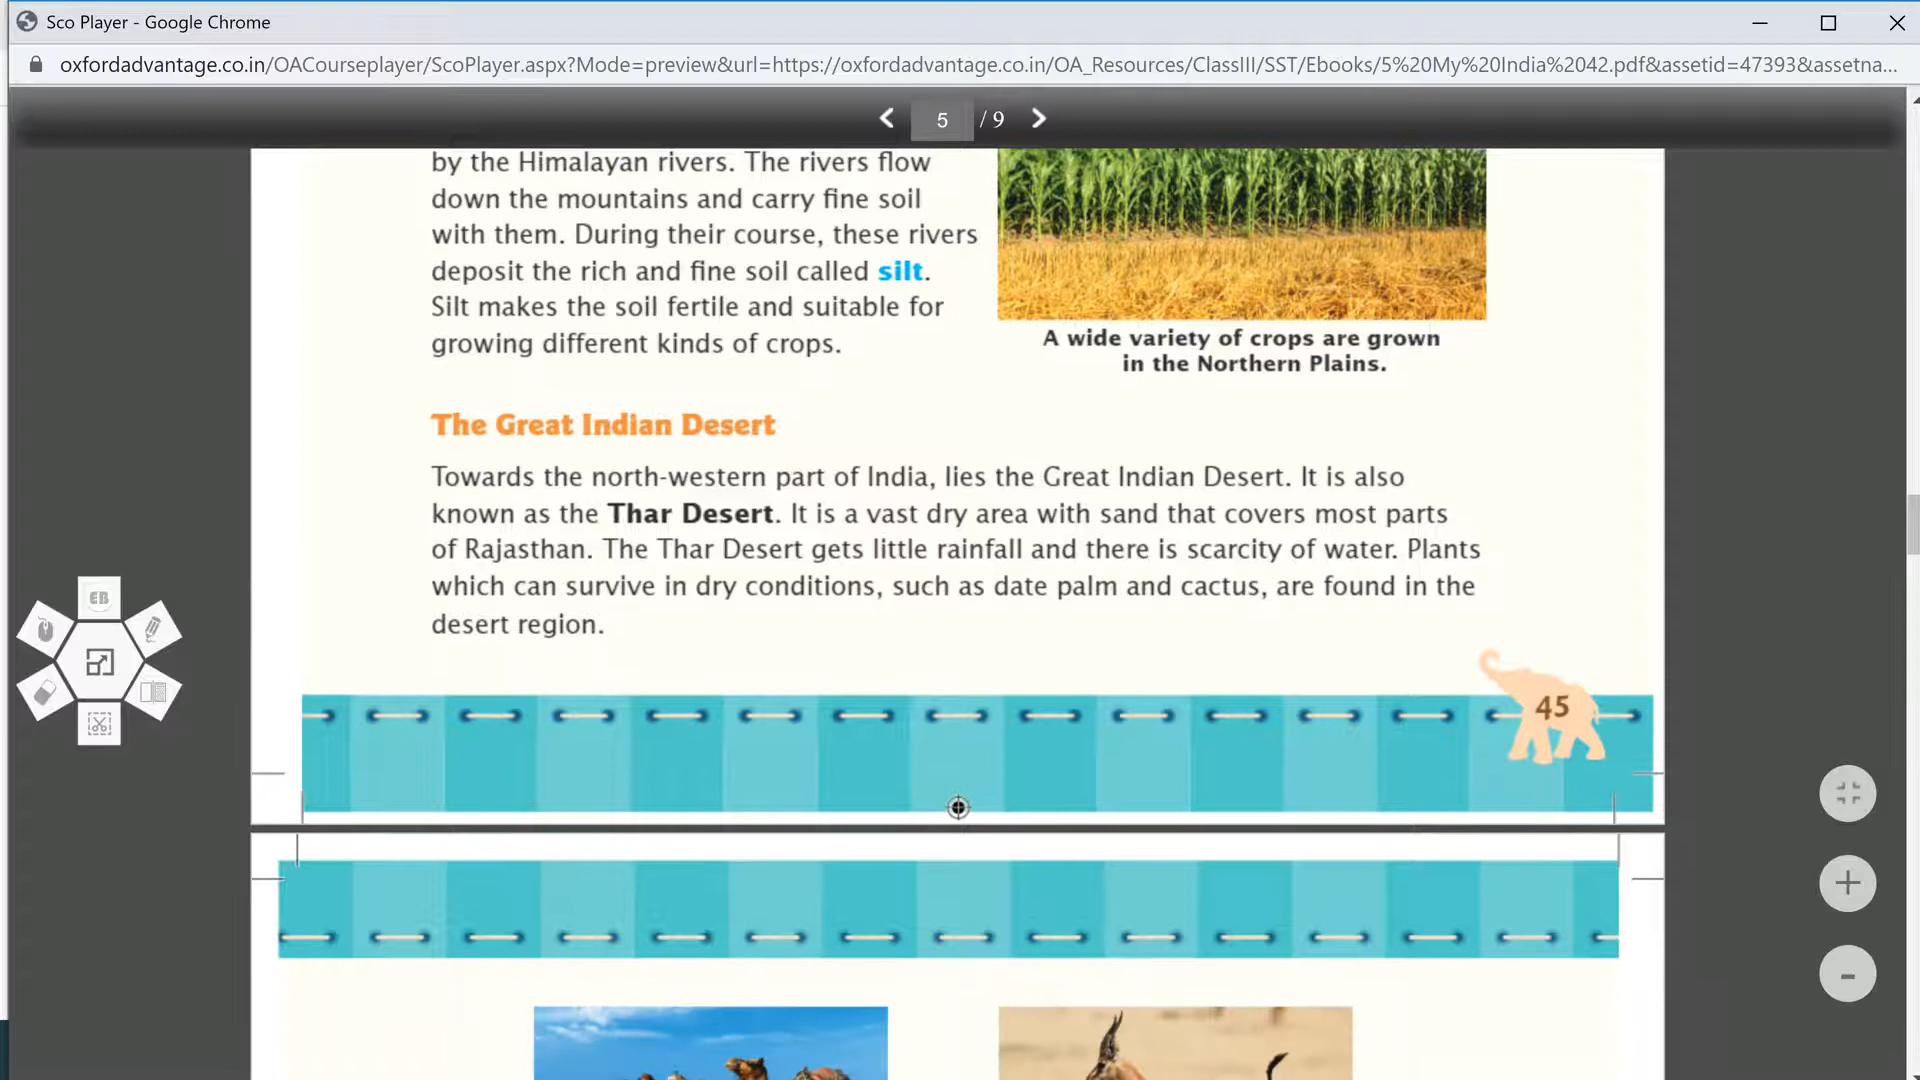 Sco Player - Google Chrome
oxfordadvantage.co.in/OACourseplayer/ScoPlayer.aspx?Mode=preview&url=https://oxfordadvantage.co.in/OA_Resources/ClassIII/SST/Ebooks/5%20My%20India%2042.pdf&assetid=47393&assetna...
5 / 9
by the Himalayan rivers. The rivers flow
down the mountains and carry fine soil
with them. During their course, these rivers
deposit the rich and fine soil called silt.
Silt makes the soil fertile and suitable for
growing different kinds of crops.
A wide variety of crops are grown
in the Northern Plains.
The Great Indian Desert
Towards the north-western part of India, lies the Great Indian Desert. It is also
known as the Thar Desert. It is a vast dry area with sand that covers most parts
of Rajasthan. The Thar Desert gets little rainfall and there is scarcity of water. Plants
which can survive in dry conditions, such as date palm and cactus, are found in the
desert region.
EB
45